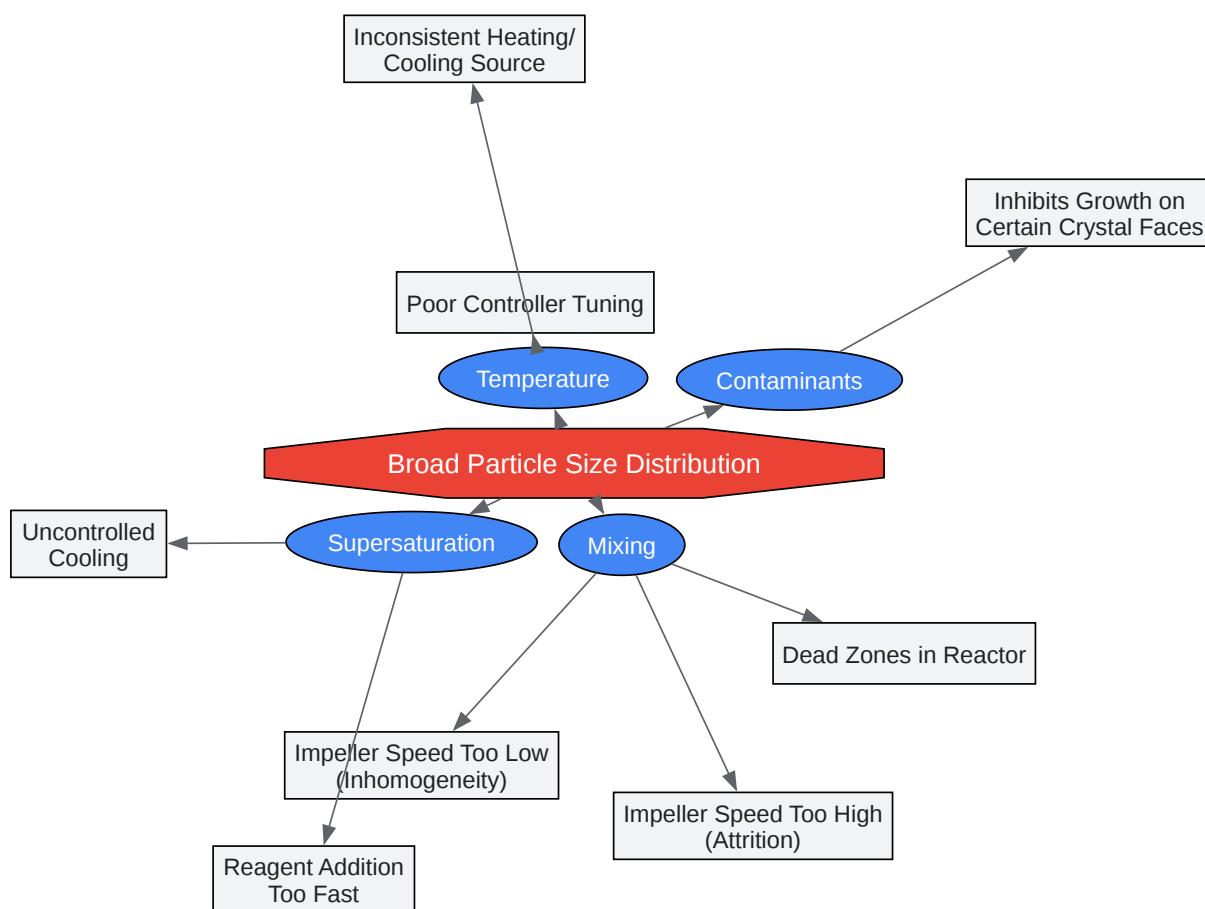 Inconsistent Heating/
Cooling Source
Inhibits Growth on
Certain Crystal Faces
Poor Controller Tuning
Temperature
Contaminants
Broad Particle Size Distribution
Uncontrolled
Cooling
Supersaturation
Mixing
Dead Zones in Reactor
Impeller Speed Too Low
(Inhomogeneity)
Impeller Speed Too High
(Attrition)
Reagent Addition
Too Fast